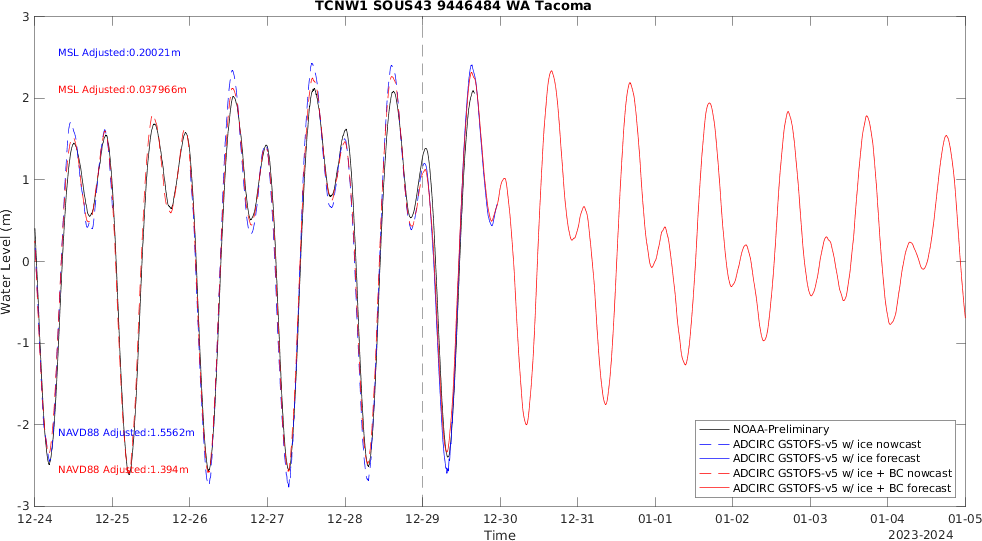 TCNW1 SOUS43 9446484 WA Tacoma
3
2
1
0
-1
-2
-3
Water Level (m)
MSL Adjusted:0.20021m
MSL Adjusted:0.037966m
NAVD88 Adjusted:1.5562m
NAVD88 Adjusted:1.394m
NOAA-Preliminary
ADCIRC GSTOFS-v5 w/ ice nowcast
ADCIRC GSTOFS-v5 w/ ice forecast
ADCIRC GSTOFS-v5 w/ ice + BC nowcast
ADCIRC GSTOFS-v5 w/ ice + BC forecast
12-24 12-25 12-26 12-27 12-28 12-29 12-30 12-31 01-01 01-02 01-03 01-04 01-05
Time
2023-2024